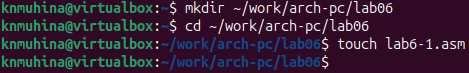 knmuhina@virtualbox:~$ mkdir ~/work/arch-pc/lab06
knmuhina@virtualbox:~$ cd ~/work/arch-pc/lab06
knmuhina@virtualbox:~/work/arch-pc/lab06$ touch lab6-1.asm
knmuhina@virtualbox:~/work/arch-pc/lab06$